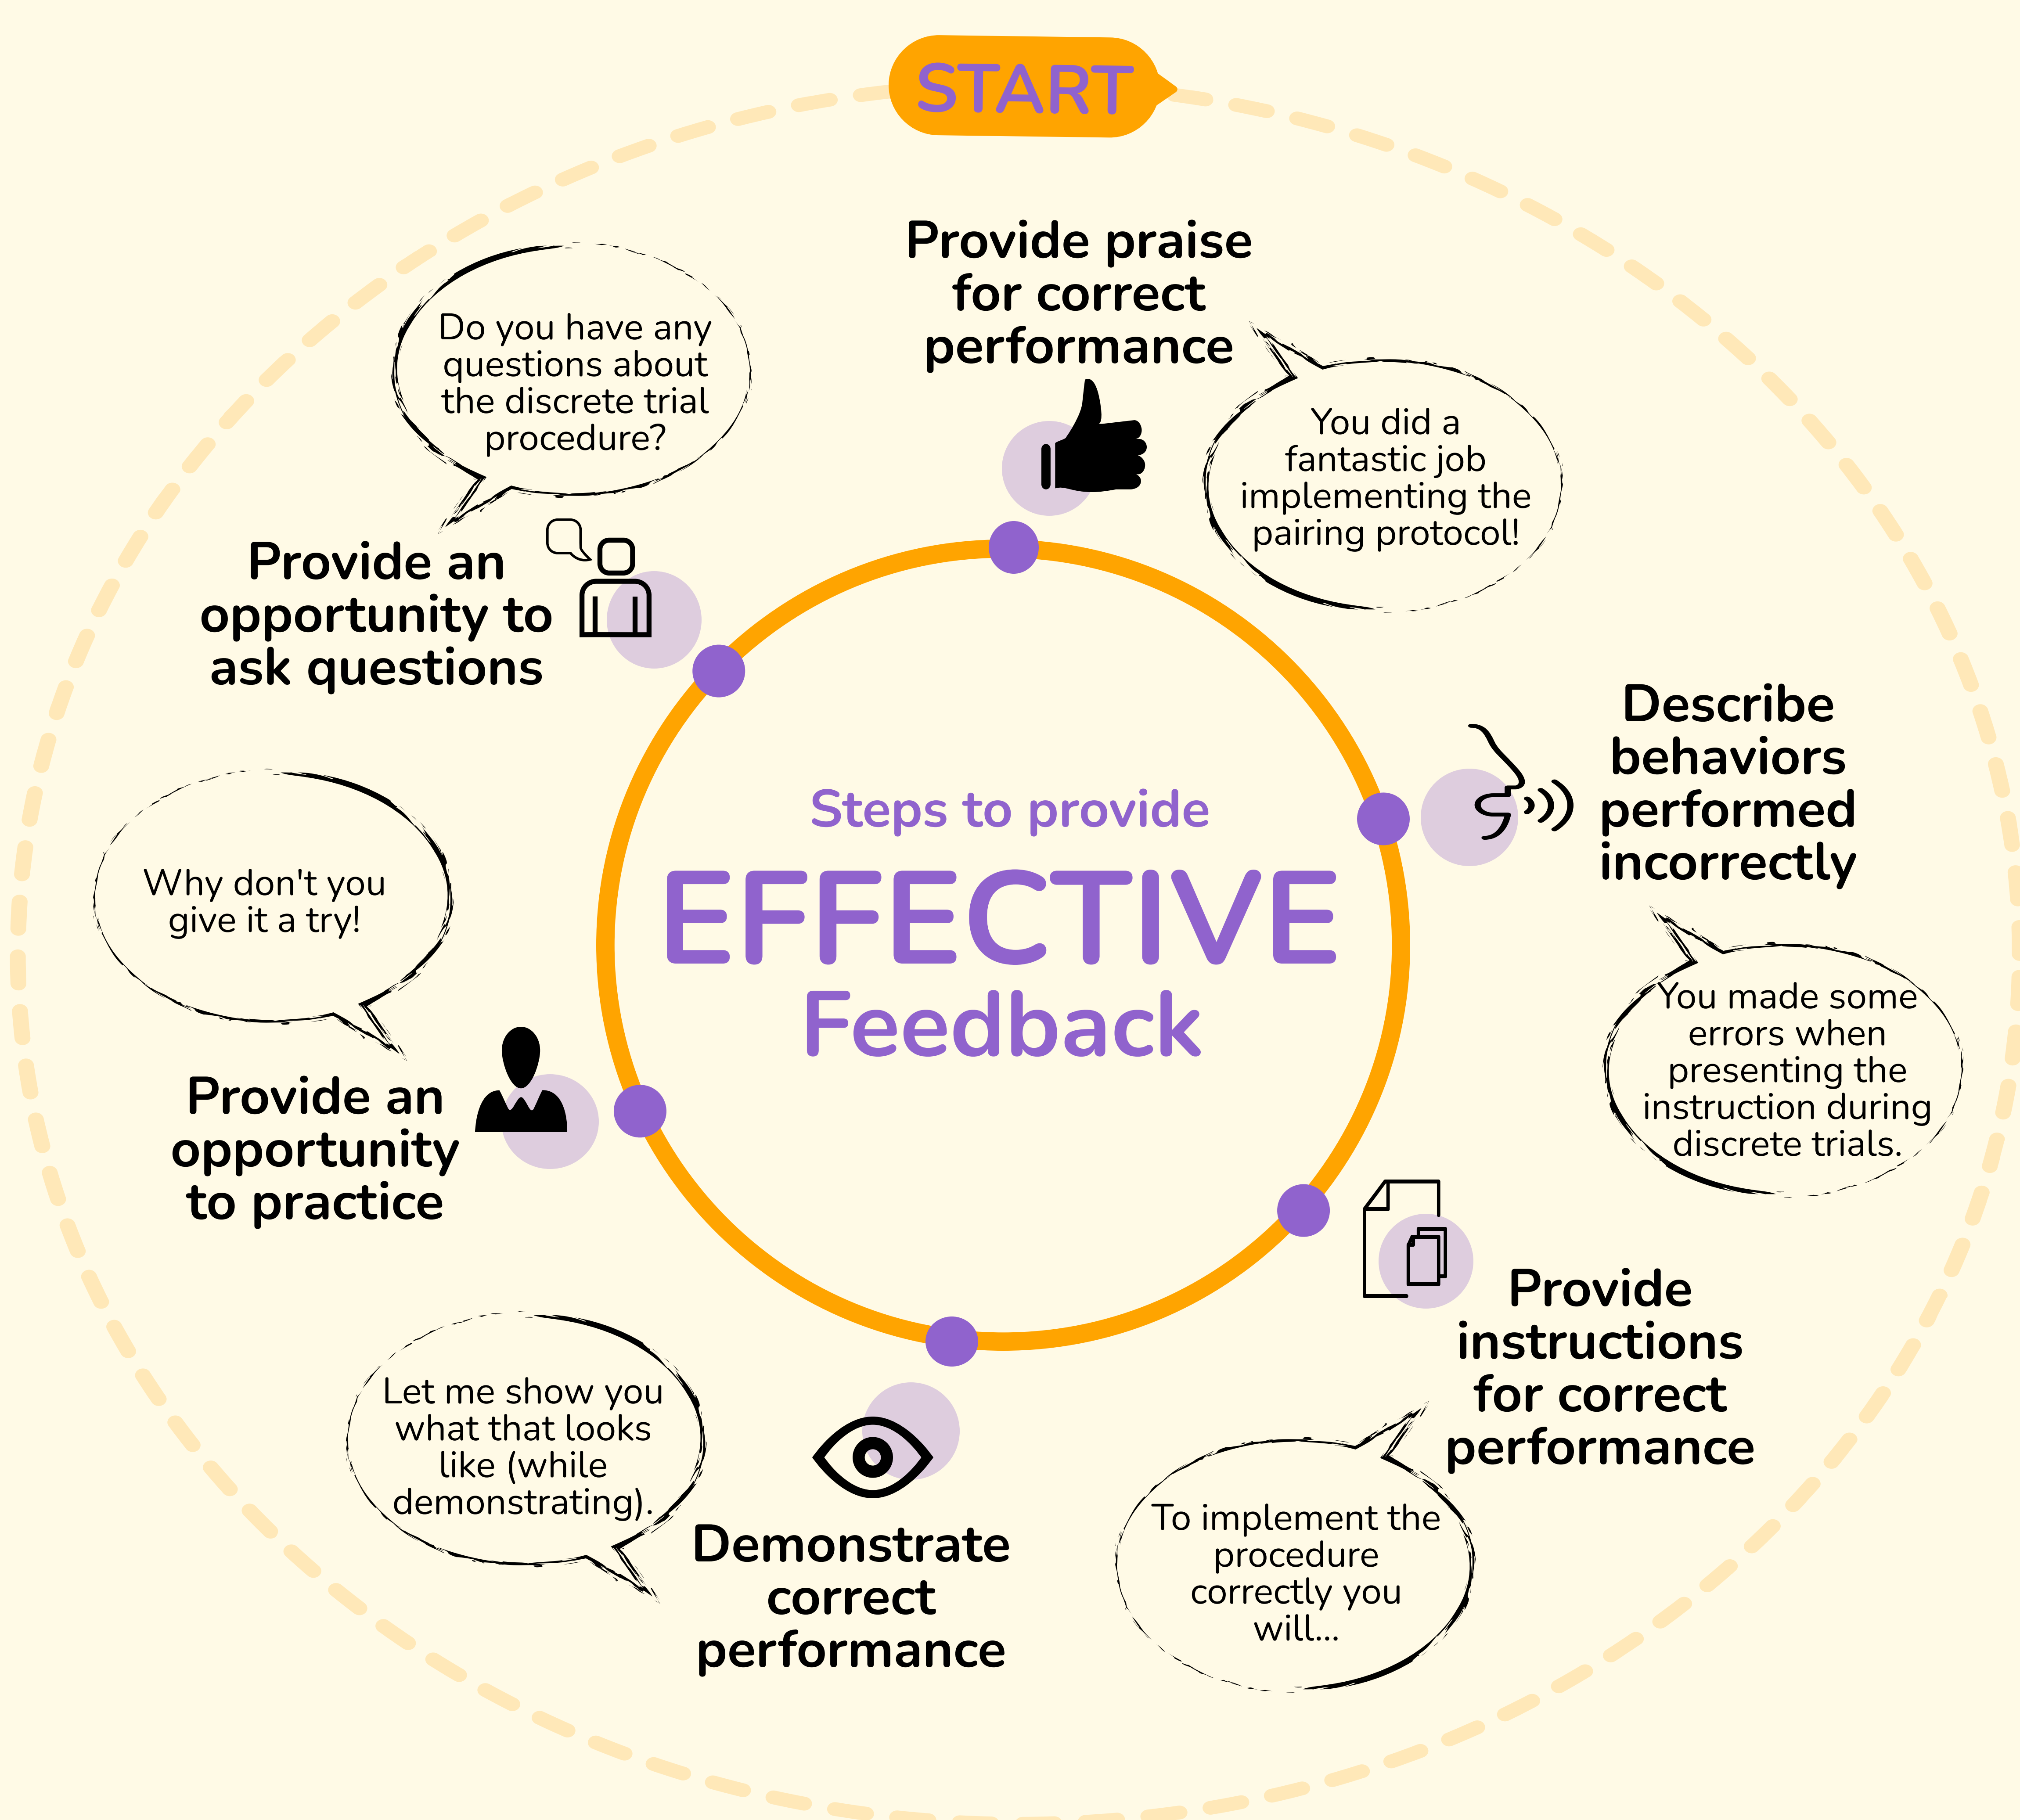 START
Provide praise
for correct
performance
You did a
fantastic job
implementing the
pairing protocol!
Describe
behaviors
performed
incorrectly
You made some
errors when
presenting the
instruction during
discrete trials.
Provide
instructions
for correct
performance
To implement the
procedure
correctly you
will...
Demonstrate
correct
performance
Let me show you
what that looks
like (while
demonstrating).
Provide an
opportunity
to practice
Why don't you
give it a try!
Provide an
opportunity to
ask questions
Do you have any
questions about
the discrete trial
procedure?
Steps to provide
EFFECTIVE
Feedback